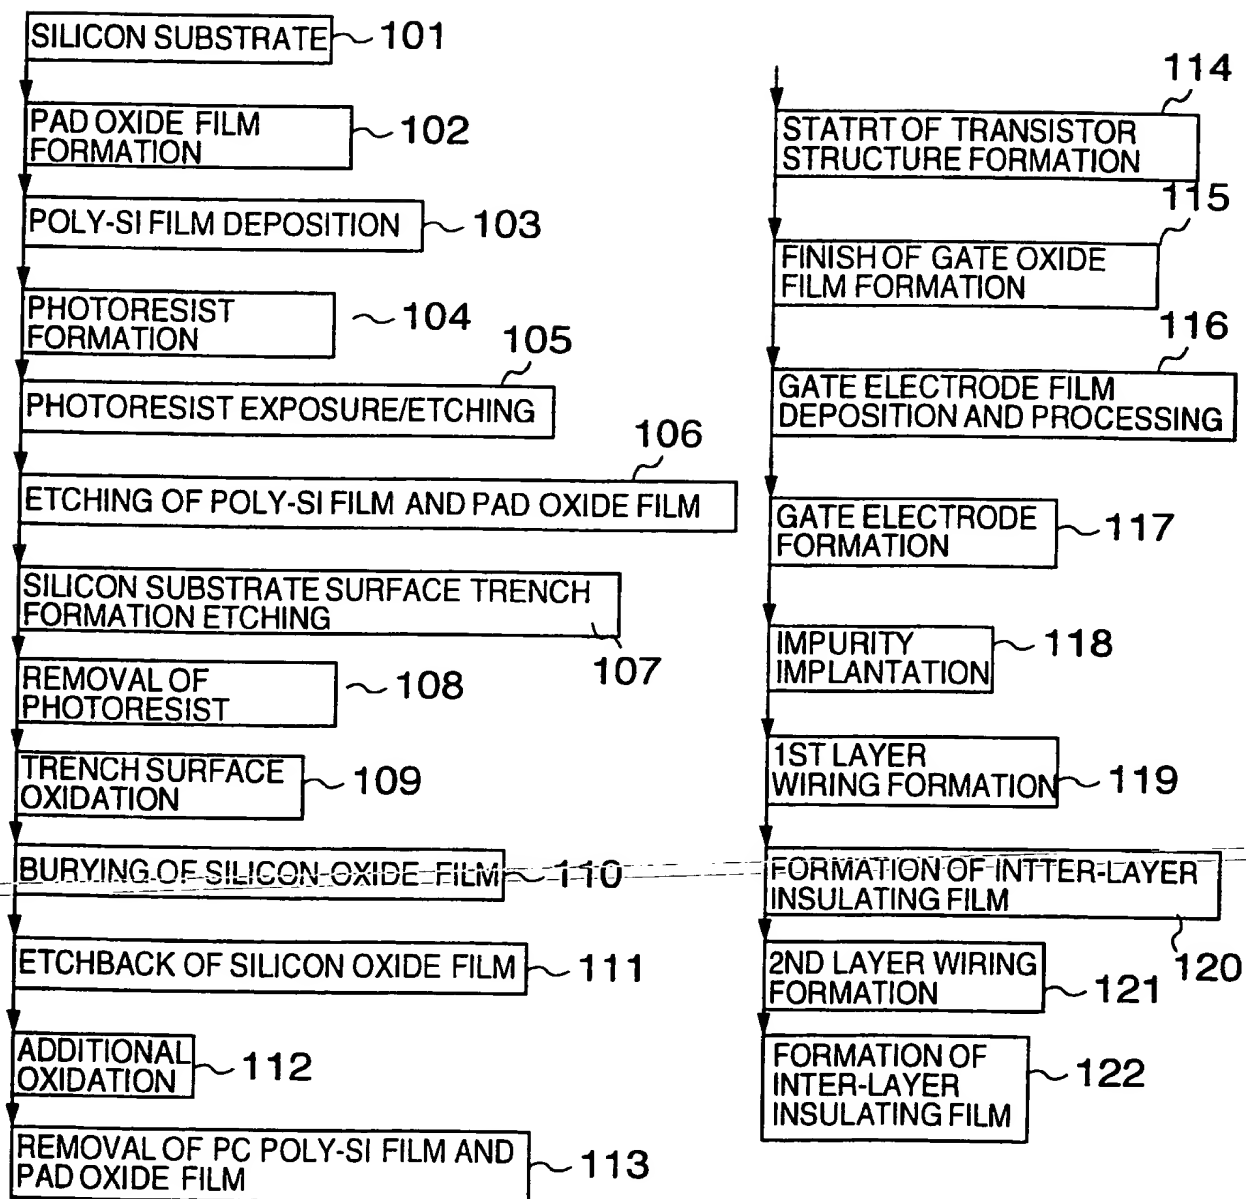 SILICON SUBSTRATE 101
PAD OXIDE FILM
FORMATION 102
POLY-SI FILM DEPOSITION 103
PHOTORESIST
FORMATION 104
105
PHOTORESIST EXPOSURE/ETCHING
106
ETCHING OF POLY-SI FILM AND PAD OXIDE FILM
SILICON SUBSTRATE SURFACE TRENCH
FORMATION ETCHING
107
REMOVAL OF
PHOTORESIST 108
TRENCH SURFACE
OXIDATION 109
BURYING OF SILICON OXIDE FILM 110
ETCHBACK OF SILICON OXIDE FILM 111
ADDITIONAL
OXIDATION 112
REMOVAL OF PC POLY-SI FILM AND
PAD OXIDE FILM 113
114
STATRT OF TRANSISTOR
STRUCTURE FORMATION
115
FINISH OF GATE OXIDE
FILM FORMATION
116
GATE ELECTRODE FILM
DEPOSITION AND PROCESSING
GATE ELECTRODE
FORMATION 117
IMPURITY
IMPLANTATION 118
1ST LAYER
WIRING FORMATION 119
FORMATION OF INTTER-LAYER
INSULATING FILM
120
2ND LAYER WIRING
FORMATION 121
FORMATION OF
INTER-LAYER
INSULATING FILM 122